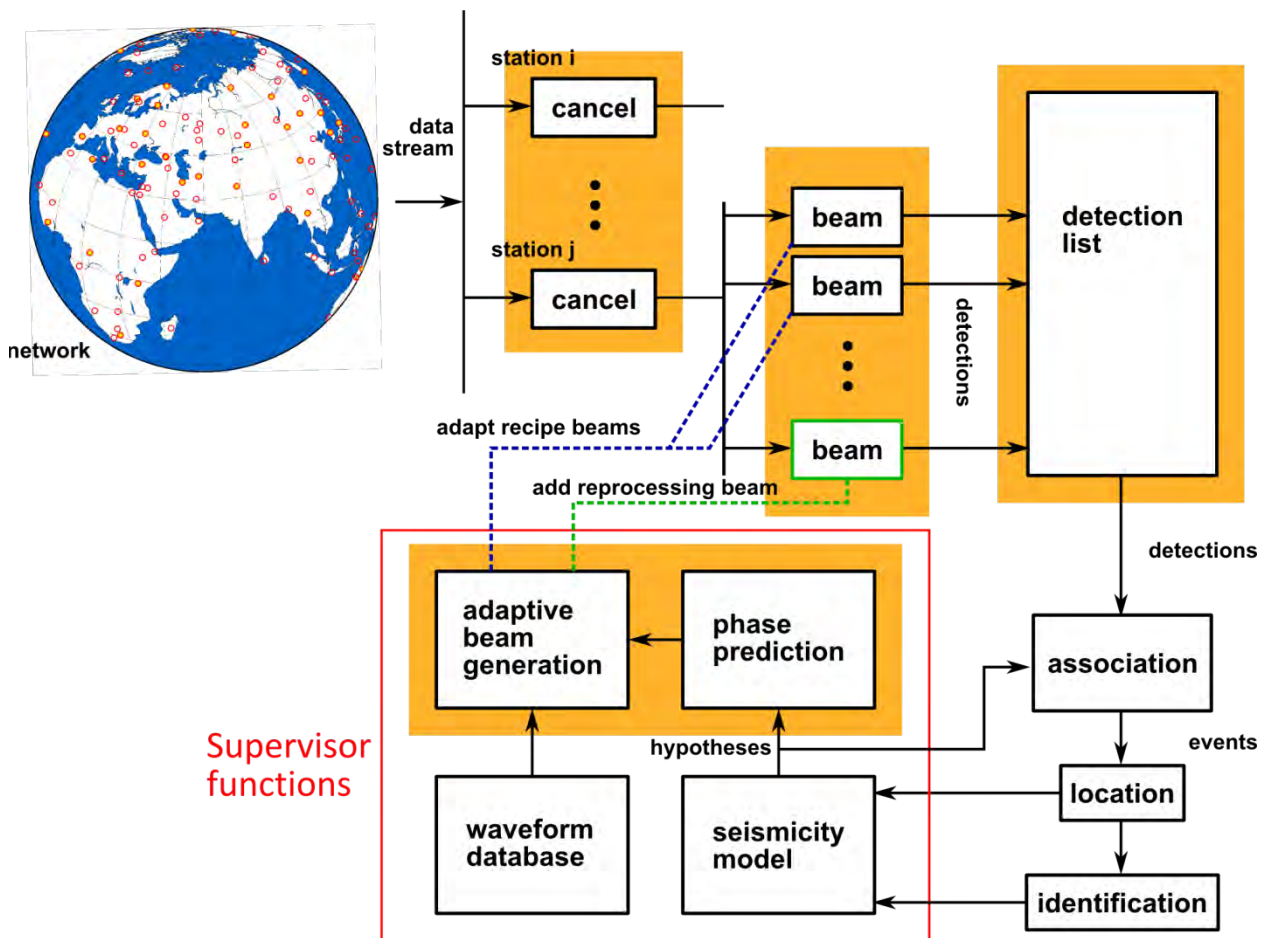 network
data
stream
station i
cancel
station j
cancel
beam
beam
beam
detections
detection
list
adapt recipe beams
add reprocessing beam
detections
association
events
location
identification
Supervisor
functions
adaptive
beam
generation
phase
prediction
hypotheses
waveform
database
seismicity
model